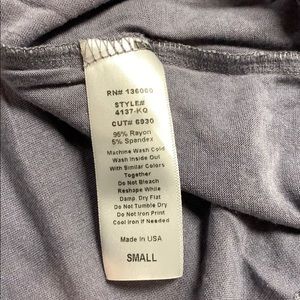 RN# 136060
STYLE#
4137-KQ
CUT# 6930
95% Rayon
5% Spandex
Machine Wash Cold
Wash Inside Out
With Similar Colors
Together
Do Not Bleach
Reshape While
Damp. Dry Flat
Do Not Tumble Dry
Do Not Iron Print
Cool Iron if Needed
Made In USA
SMALL